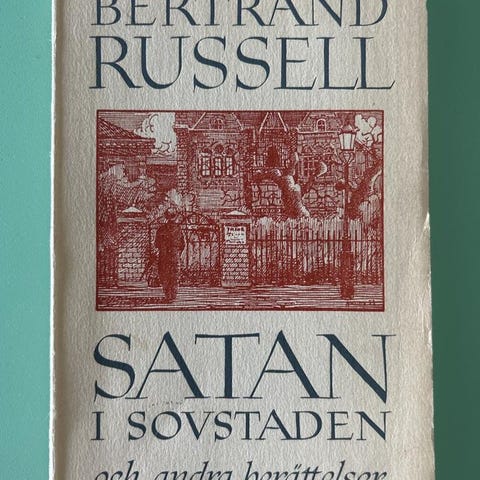 BERTRAND
RUSSELL
SATAN
I SOVSTADEN
och andra berättelser